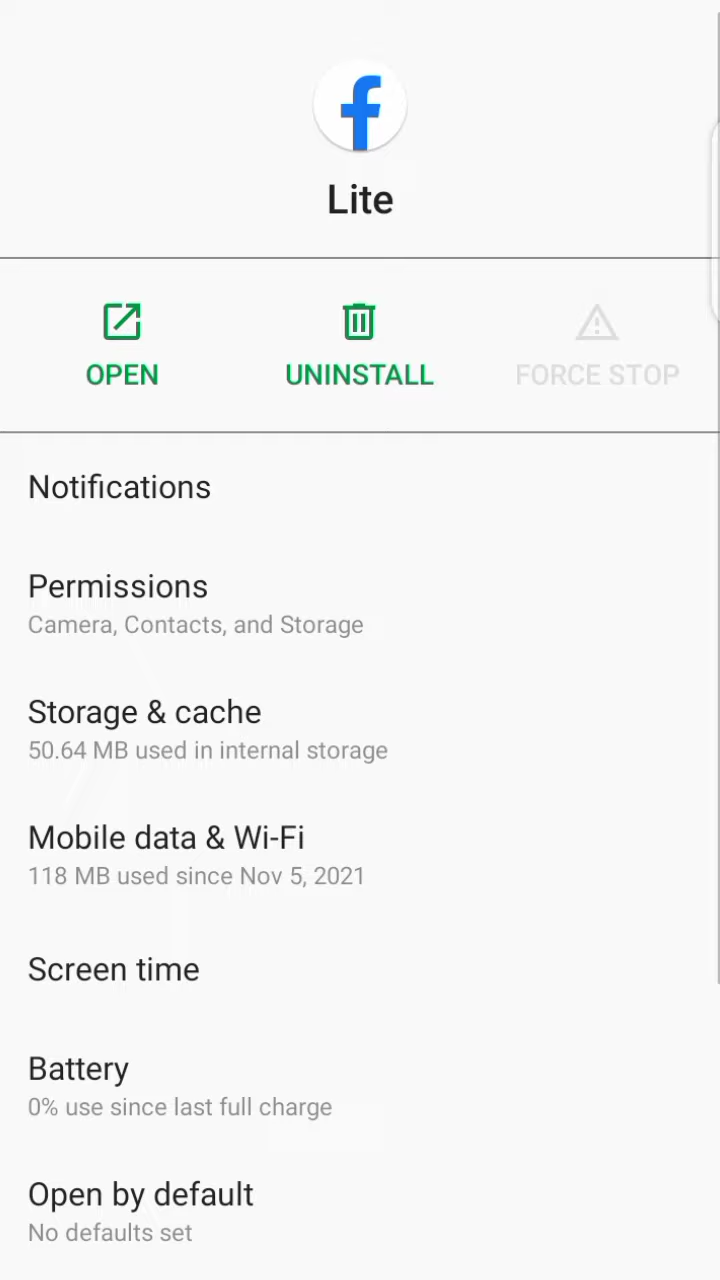 Lite
OPEN
UNINSTALL
FORCE STOP
Notifications
Permissions
Camera, Contacts, and Storage
Storage & cache
50.64 MB used in internal storage
Mobile data & Wi-Fi
118 MB used since Nov 5, 2021
Screen time
Battery
0% use since last full charge
Open by default
No defaults set